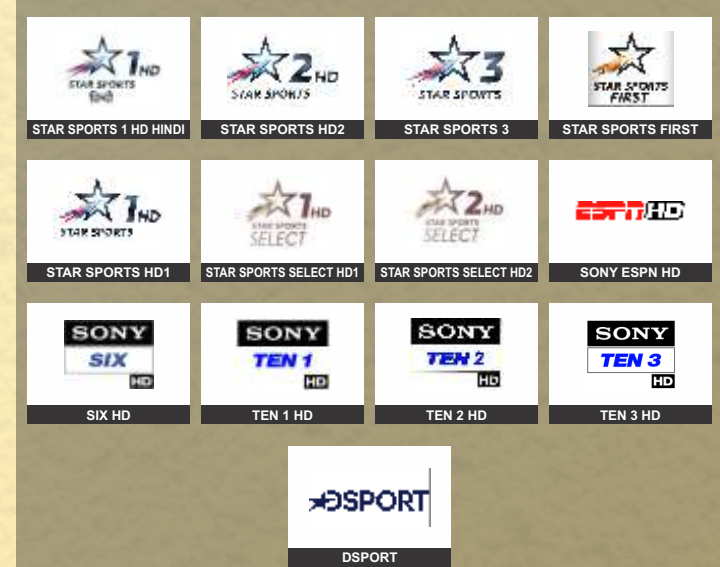 1HD
STAR SPORTS
STAR SPORTS 1 HD HINDI
2HD
STAR SPORTS
STAR SPORTS HD2
3
STAR SPORTS
STAR SPORTS 3
STAR SPORTS
FIRST
STAR SPORTS FIRST
1HD
STAR SPORTS
STAR SPORTS HD1
1HD
STAR SPORTS
SELECT
STAR SPORTS SELECT HD1
2HD
STAR SPORTS
SELECT
STAR SPORTS SELECT HD2
ESPN HD
SONY ESPN HD
SONY
SIX
HD
SIX HD
SONY
TEN 1
HD
TEN 1 HD
SONY
TEN 2
HD
TEN 2 HD
SONY
TEN 3
HD
TEN 3 HD
DSPORT
DSPORT